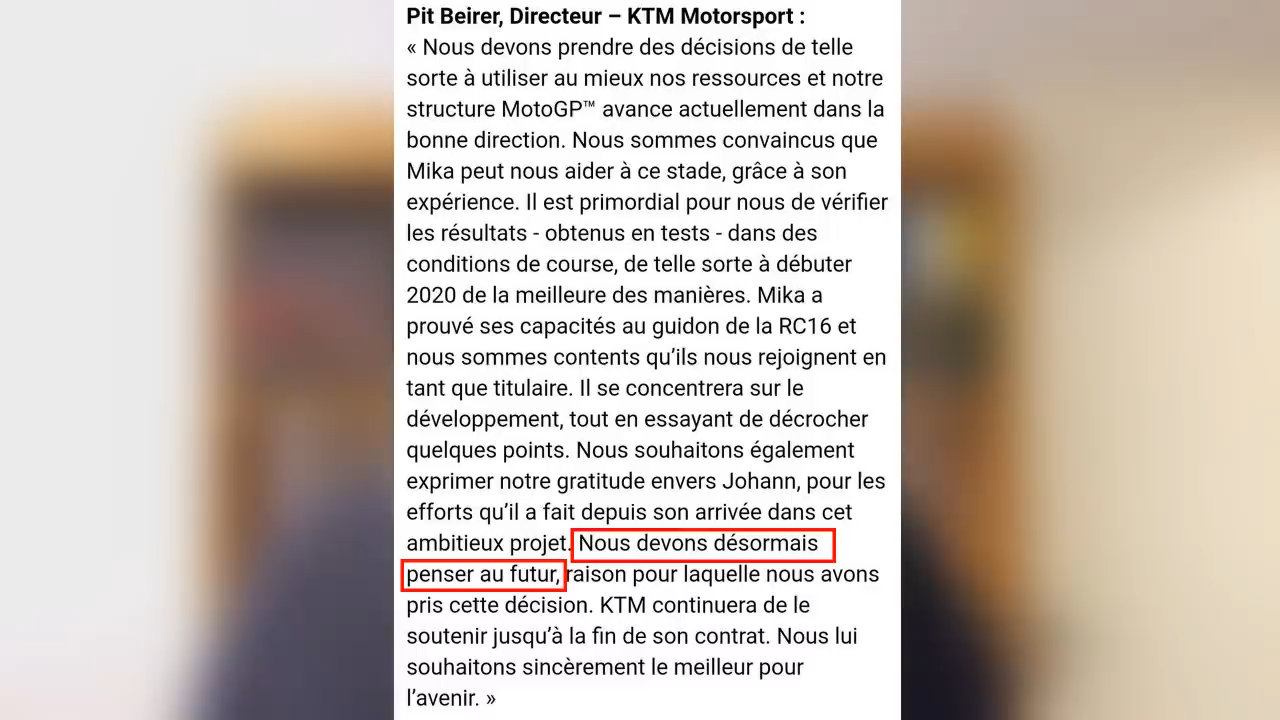 Pit Beirer, Directeur – KTM Motorsport :
« Nous devons prendre des décisions de telle
sorte à utiliser au mieux nos ressources et notre
structure MotoGP™ avance actuellement dans la
bonne direction. Nous sommes convaincus que
Mika peut nous aider à ce stade, grâce à son
expérience. Il est primordial pour nous de vérifier
les résultats - obtenus en tests - dans des
conditions de course, de telle sorte à débuter
2020 de la meilleure des manières. Mika a
prouvé ses capacités au guidon de la RC16 et
nous sommes contents qu’ils nous rejoignent en
tant que titulaire. Il se concentrera sur le
développement, tout en essayant de décrocher
quelques points. Nous souhaitons également
exprimer notre gratitude envers Johann, pour les
efforts qu’il a fait depuis son arrivée dans cet
ambitieux projet. Nous devons désormais
penser au futur, raison pour laquelle nous avons
pris cette décision. KTM continuera de le
soutenir jusqu’à la fin de son contrat. Nous lui
souhaitons sincèrement le meilleur pour
l’avenir. »